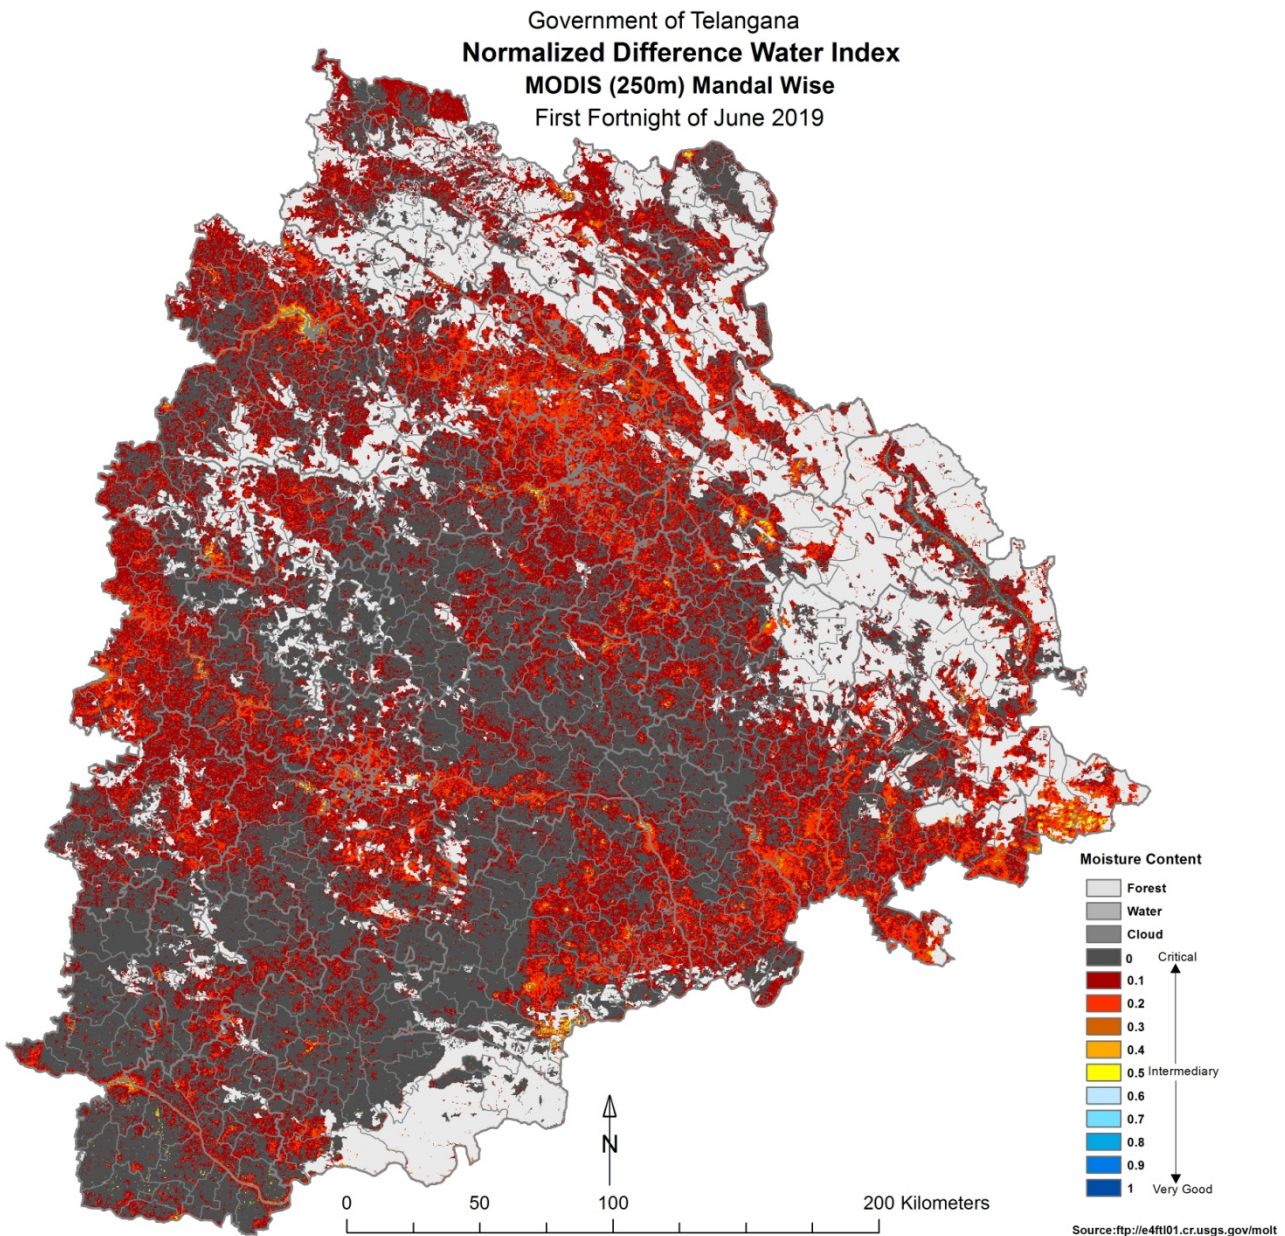 Government of Telangana
Normalized Difference Water Index
MODIS (250m) Mandal Wise
First Fortnight of June 2019
Moisture Content
Forest
Water
Cloud
0 Critical
0.1
0.2
0.3
0.4
0.5 Intermediary
0.6
0.7
0.8
0.9
1 Very Good
N
0 50 100 200 Kilometers
Source:ftp://e4ftl01.cr.usgs.gov/molt